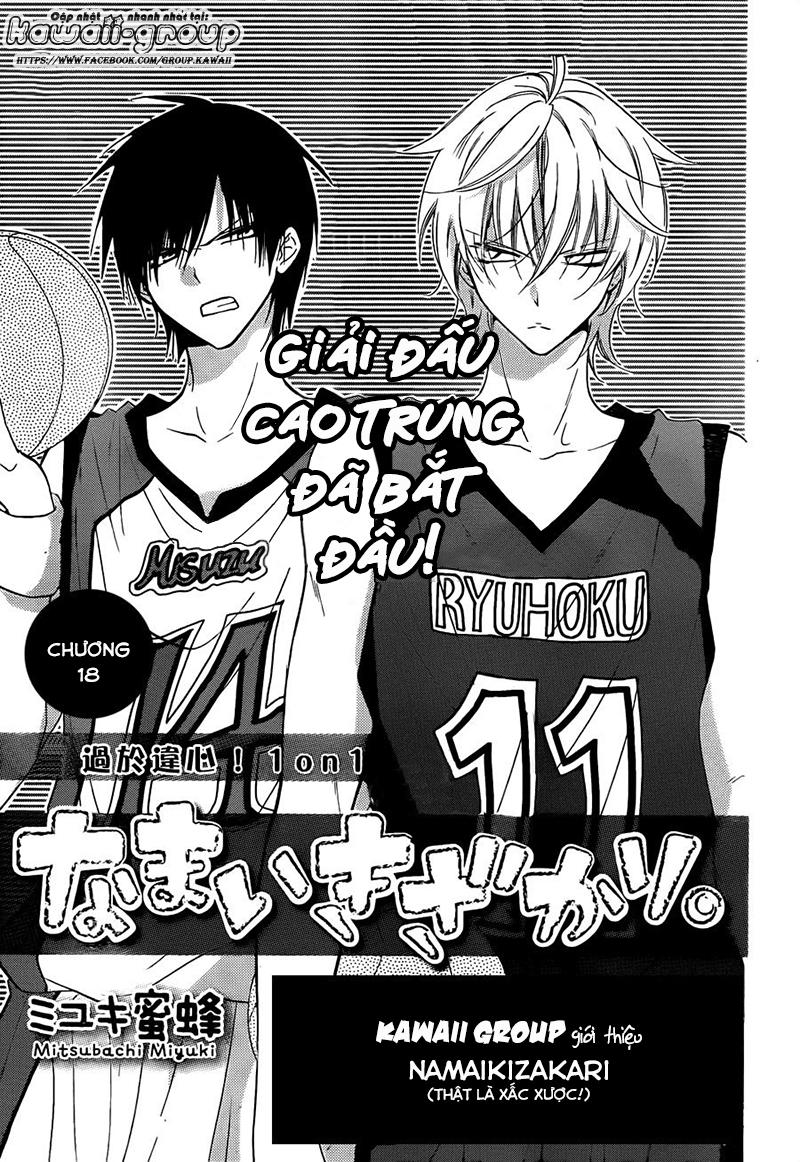 Cập nhật nhanh nhất tại:
kawaii-group
HTTPS://WWW.FACEBOOK.COM/GROUP.KAWAII
GIẢI ĐẤU
CAO TRUNG
ĐÃ BẮT
ĐẦU!
MISUZU
RYUHOKU
14
11
CHƯƠNG
18
過於違心！1on1
なまいきざかり。
ミユキ蜜蜂
Mitsubachi Miyuki
KAWAII GROUP giới thiệu
NAMAIKIZAKARI
(THẬT LÀ XẤC XƯỢC!)